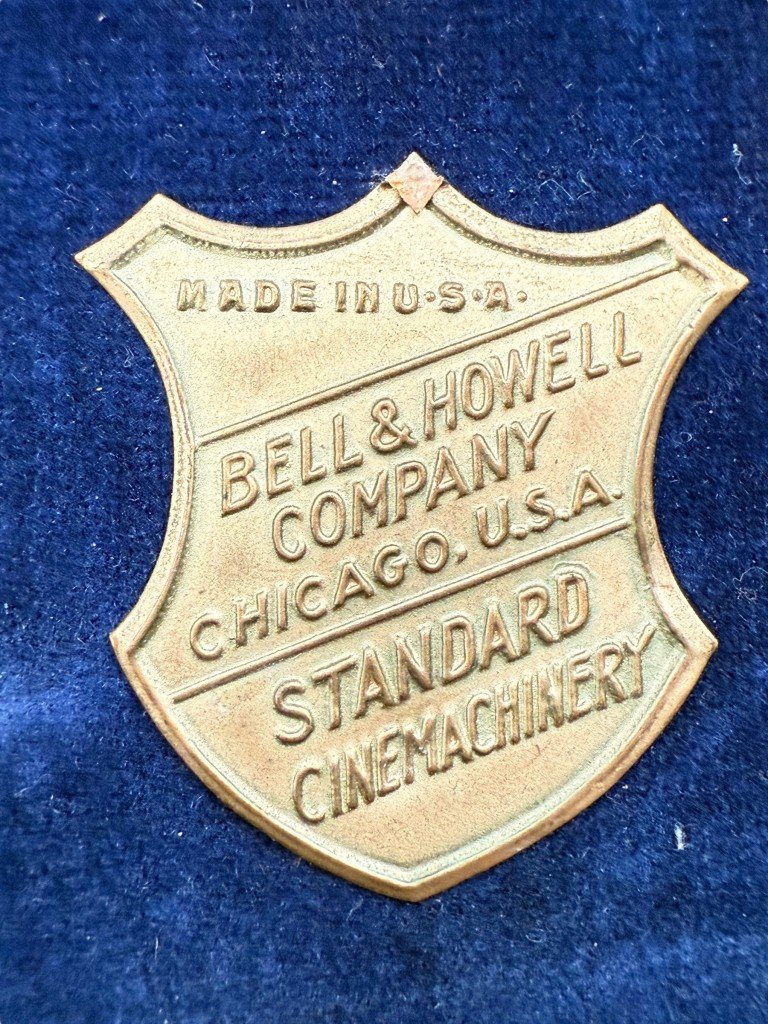 MADE IN U·S·A·
BELL & HOWELL
COMPANY
CHICAGO, U.S.A.
STANDARD
CINEMACHINERY